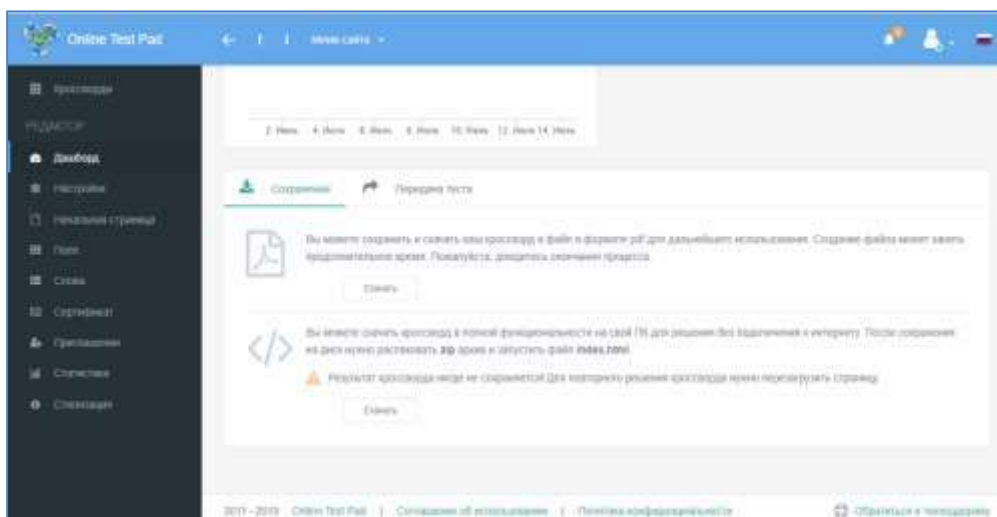 Online Test Pad
Меню сайта
Кроссворды
РЕДАКТОР
Дашборд
Настройки
Начальная страница
Поля
Слова
Сертификат
Приглашения
Статистика
Стилизация
2. Июнь 4. Июнь 6. Июнь 8. Июнь 10. Июнь 12. Июнь 14. Июнь
Сохранение
Передача теста
Вы можете сохранить и скачать ваш кроссворд в файл в формате pdf для дальнейшего использования. Создание файла может занять
продолжительное время. Пожалуйста, дождитесь окончания процесса.
Скачать
Вы можете скачать кроссворд в полной функциональности на свой ПК для решения без подключения к интернету. После сохранения
на диск нужно распаковать zip архив и запустить файл index.html.
Результат кроссворда нигде не сохраняется! Для повторного решения кроссворда нужно перезагрузить страницу.
Скачать
2011 - 2019 Online Test Pad | Соглашение об использовании | Политика конфиденциальности
Обратиться в техподдержку